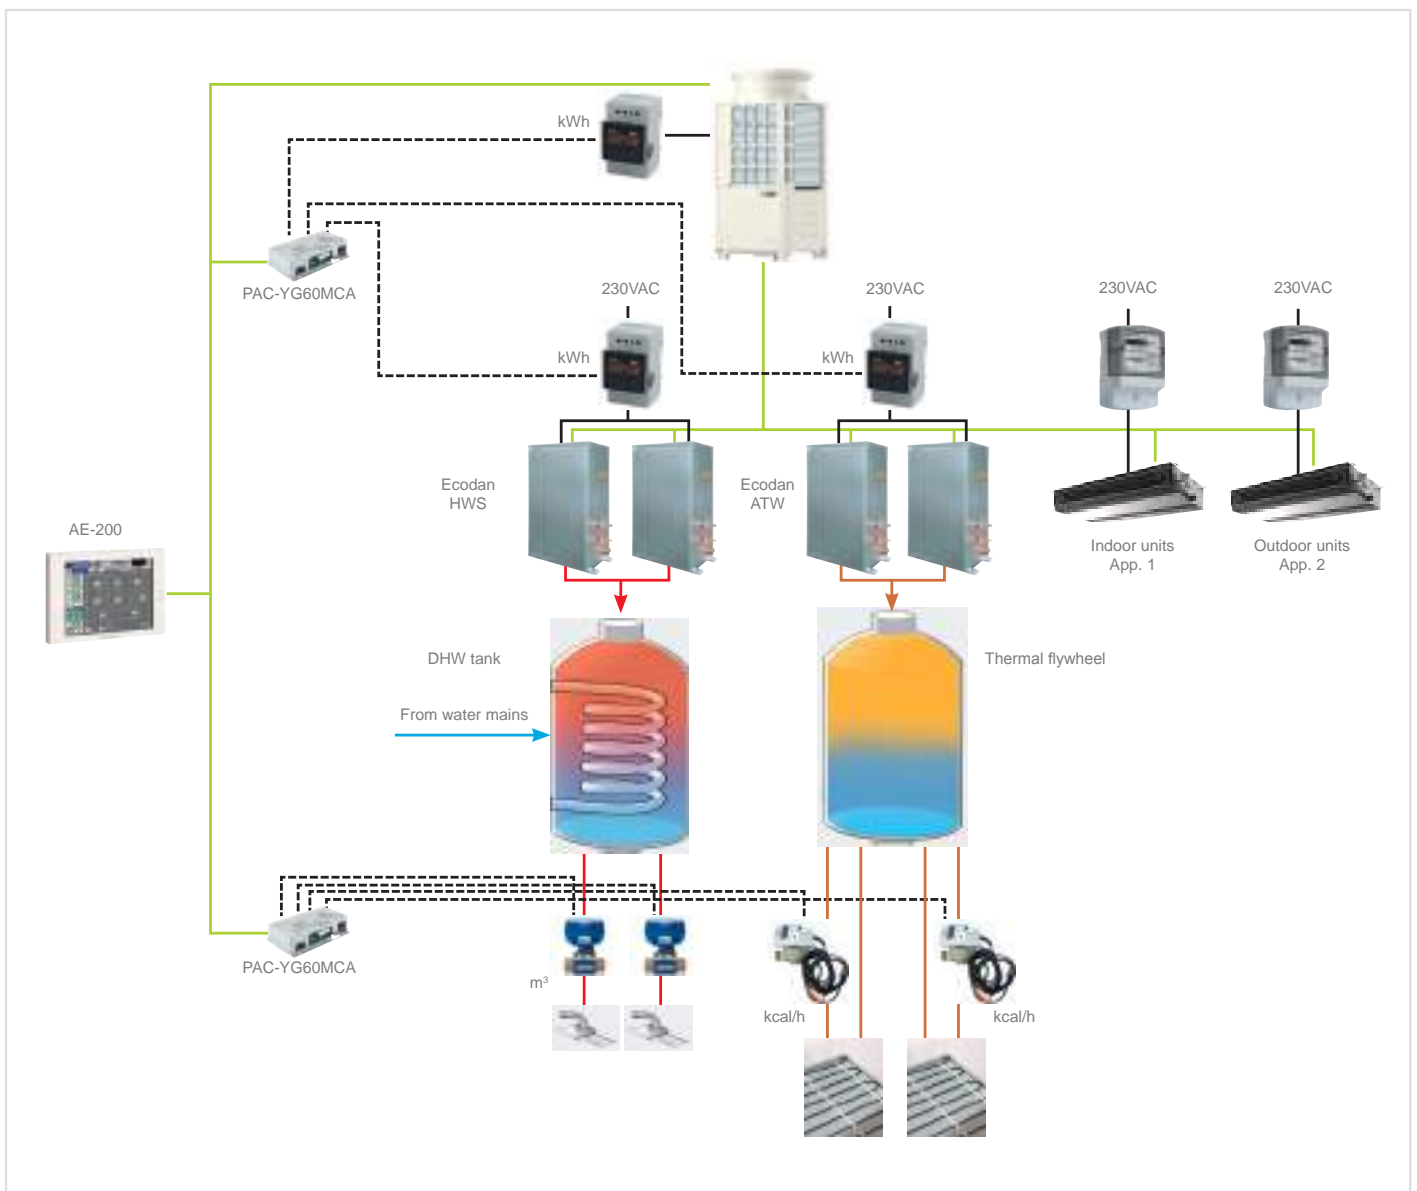 kWh
PAC-YG60MCA
230VAC
230VAC
230VAC
230VAC
kWh
kWh
Ecodan
HWS
Ecodan
ATW
AE-200
Indoor units
App. 1
Outdoor units
App. 2
DHW tank
Thermal flywheel
From water mains
PAC-YG60MCA
m³
kcal/h
kcal/h